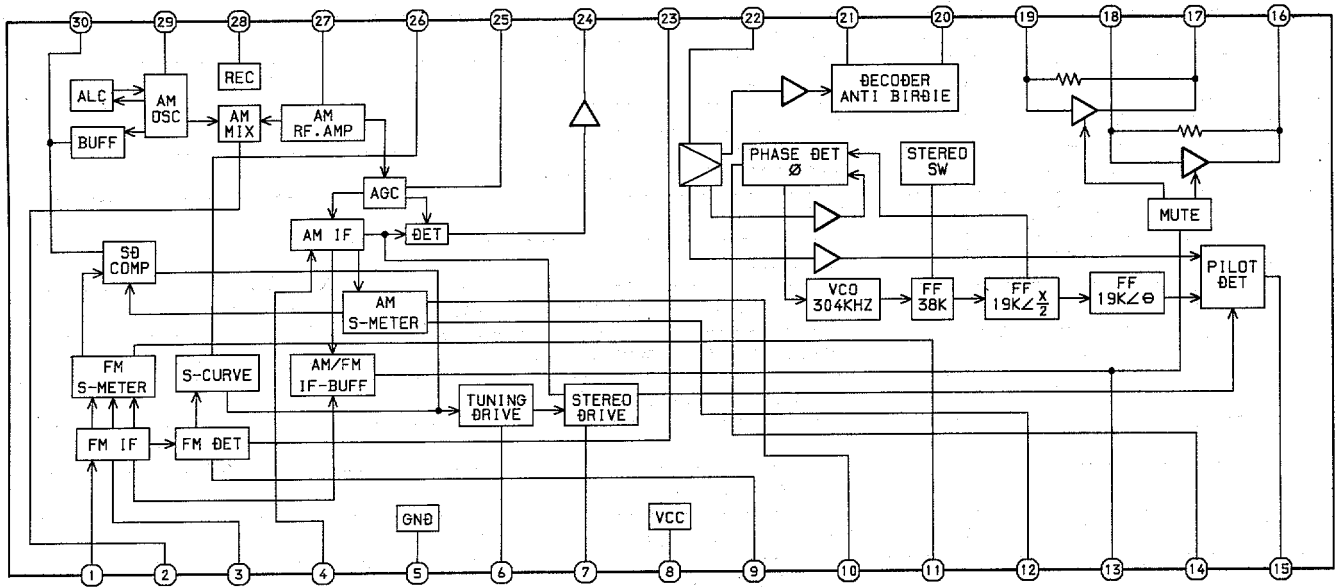 30 29 28 27 26 25 24 23 22 21 20 19 18 17 16
REC
ALC
AM
OSC
AM
MIX
AM
RF.AMP
BUFF
DECODER
ANTI BIRDIE
PHASE DET
Ø
STEREO
SW
AGC
MUTE
AM IF
DET
SD
COMP
PILOT
DET
VCO
304KHZ
FF
38K
FF
19K∠X/2
FF
19K∠θ
AM
S-METER
FM
S-METER
S-CURVE
AM/FM
IF-BUFF
TUNING
DRIVE
STEREO
DRIVE
FM IF
FM DET
GND
VCC
1 2 3 4 5 6 7 8 9 10 11 12 13 14 15